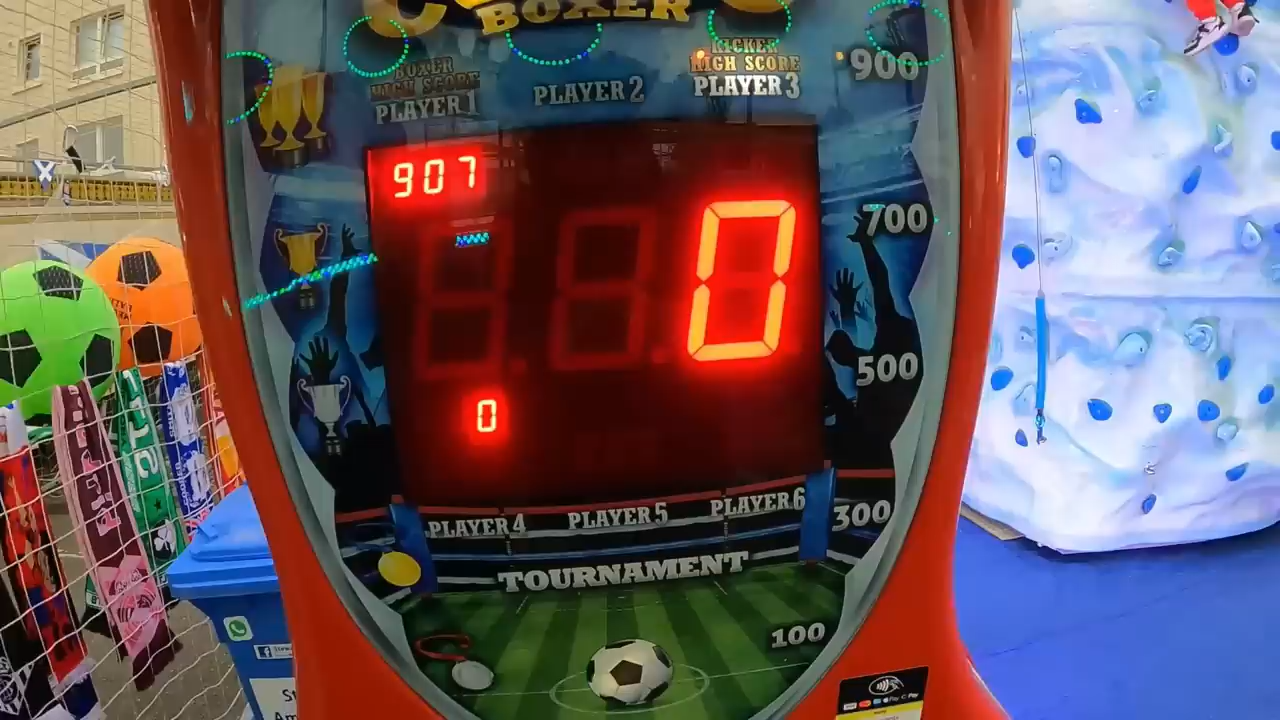 BOXER
BOXER
HIGH SCORE
PLAYER 1
PLAYER 2
KICKER
HIGH SCORE
PLAYER 3
900
907
700
0
500
0
300
PLAYER 4
PLAYER 5
PLAYER 6
TOURNAMENT
100